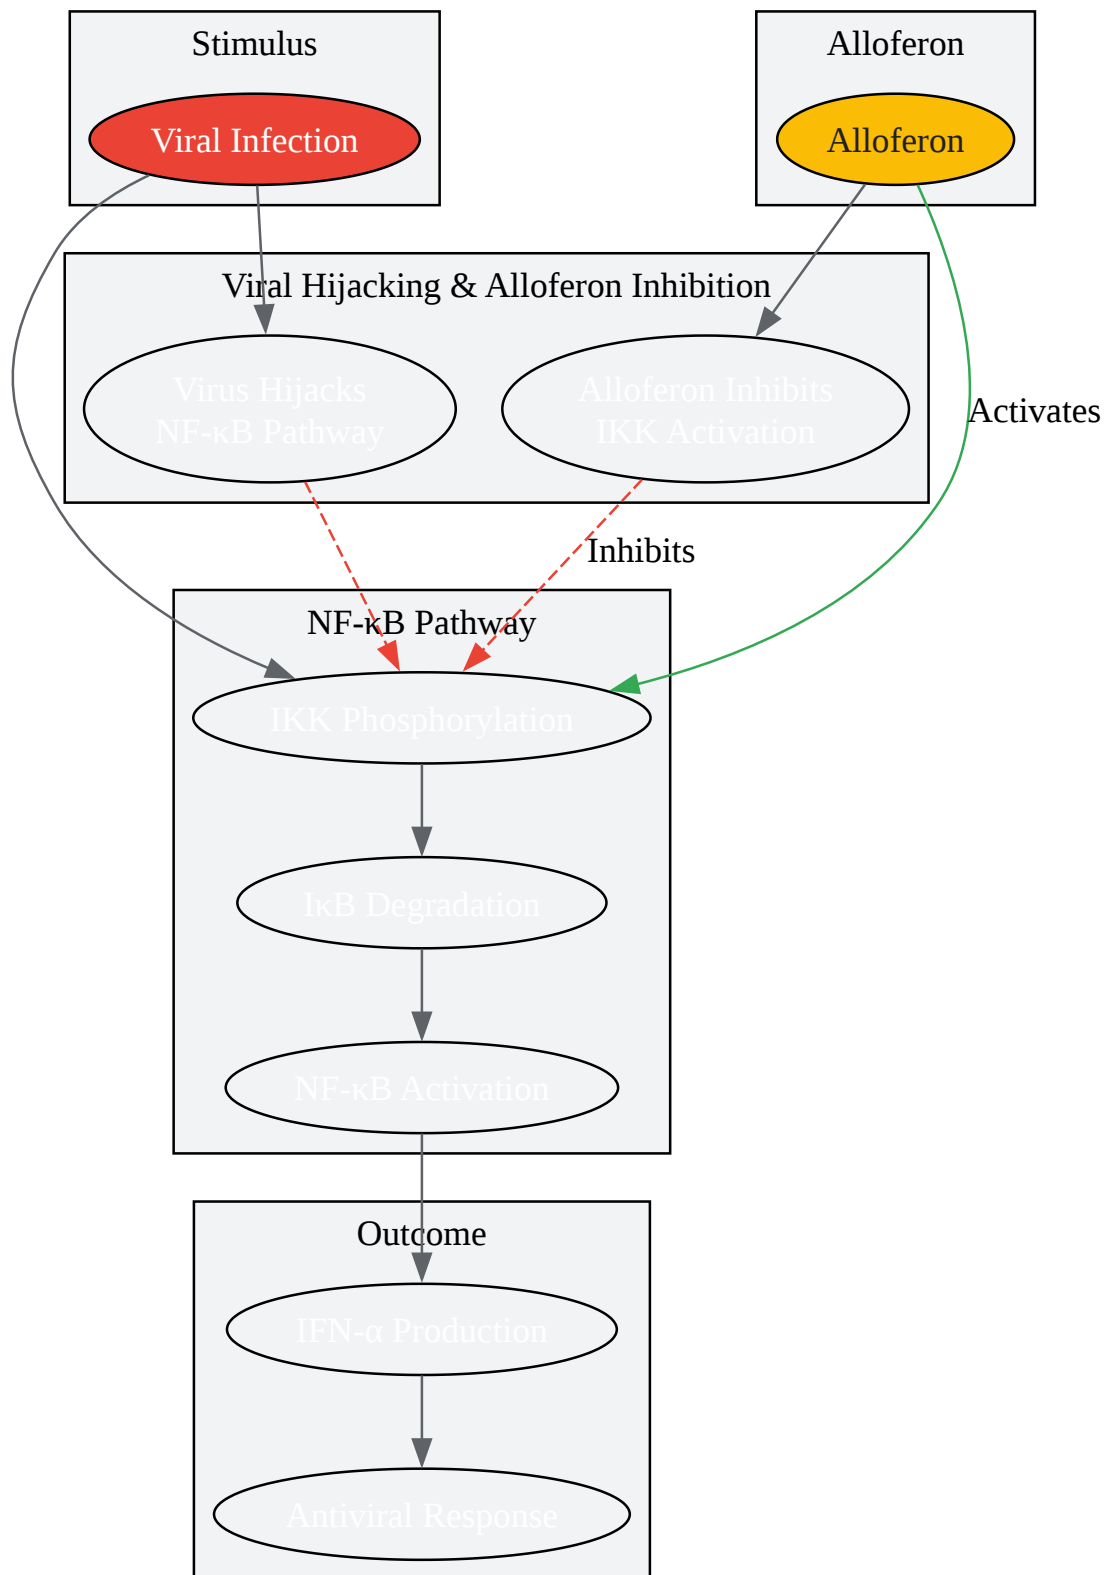 Stimulus
Alloferon
Viral Infection
Alloferon
Viral Hijacking & Alloferon Inhibition
Virus Hijacks
NF-κB Pathway
Alloferon Inhibits
IKK Activation
Activates
Inhibits
NF-κB Pathway
IKK Phosphorylation
IκB Degradation
NF-κB Activation
Outcome
IFN-α Production
Antiviral Response